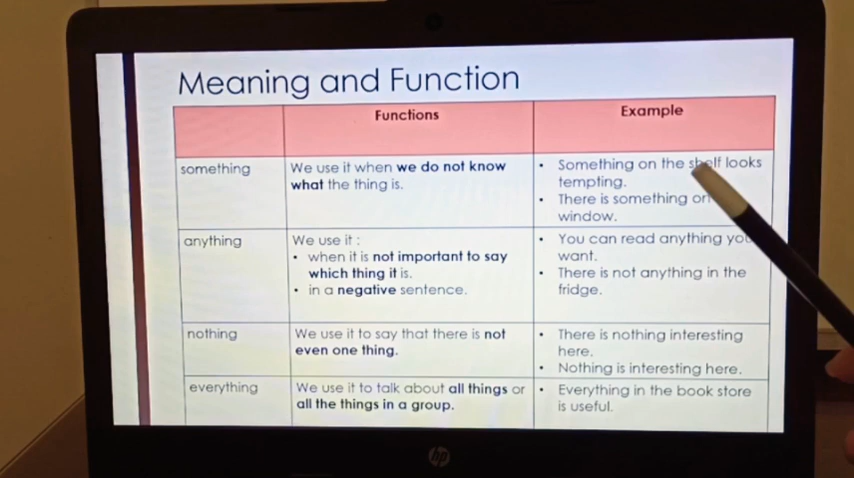 Meaning and Function
Functions
Example
something
We use it when we do not know
what the thing is.
• Something on the shelf looks
tempting.
• There is something on
window.
anything
We use it :
• when it is not important to say
which thing it is.
• in a negative sentence.
• You can read anything you
want.
• There is not anything in the
fridge.
nothing
We use it to say that there is not
even one thing.
• There is nothing interesting
here.
• Nothing is interesting here.
everything
We use it to talk about all things or
all the things in a group.
• Everything in the book store
is useful.
hp